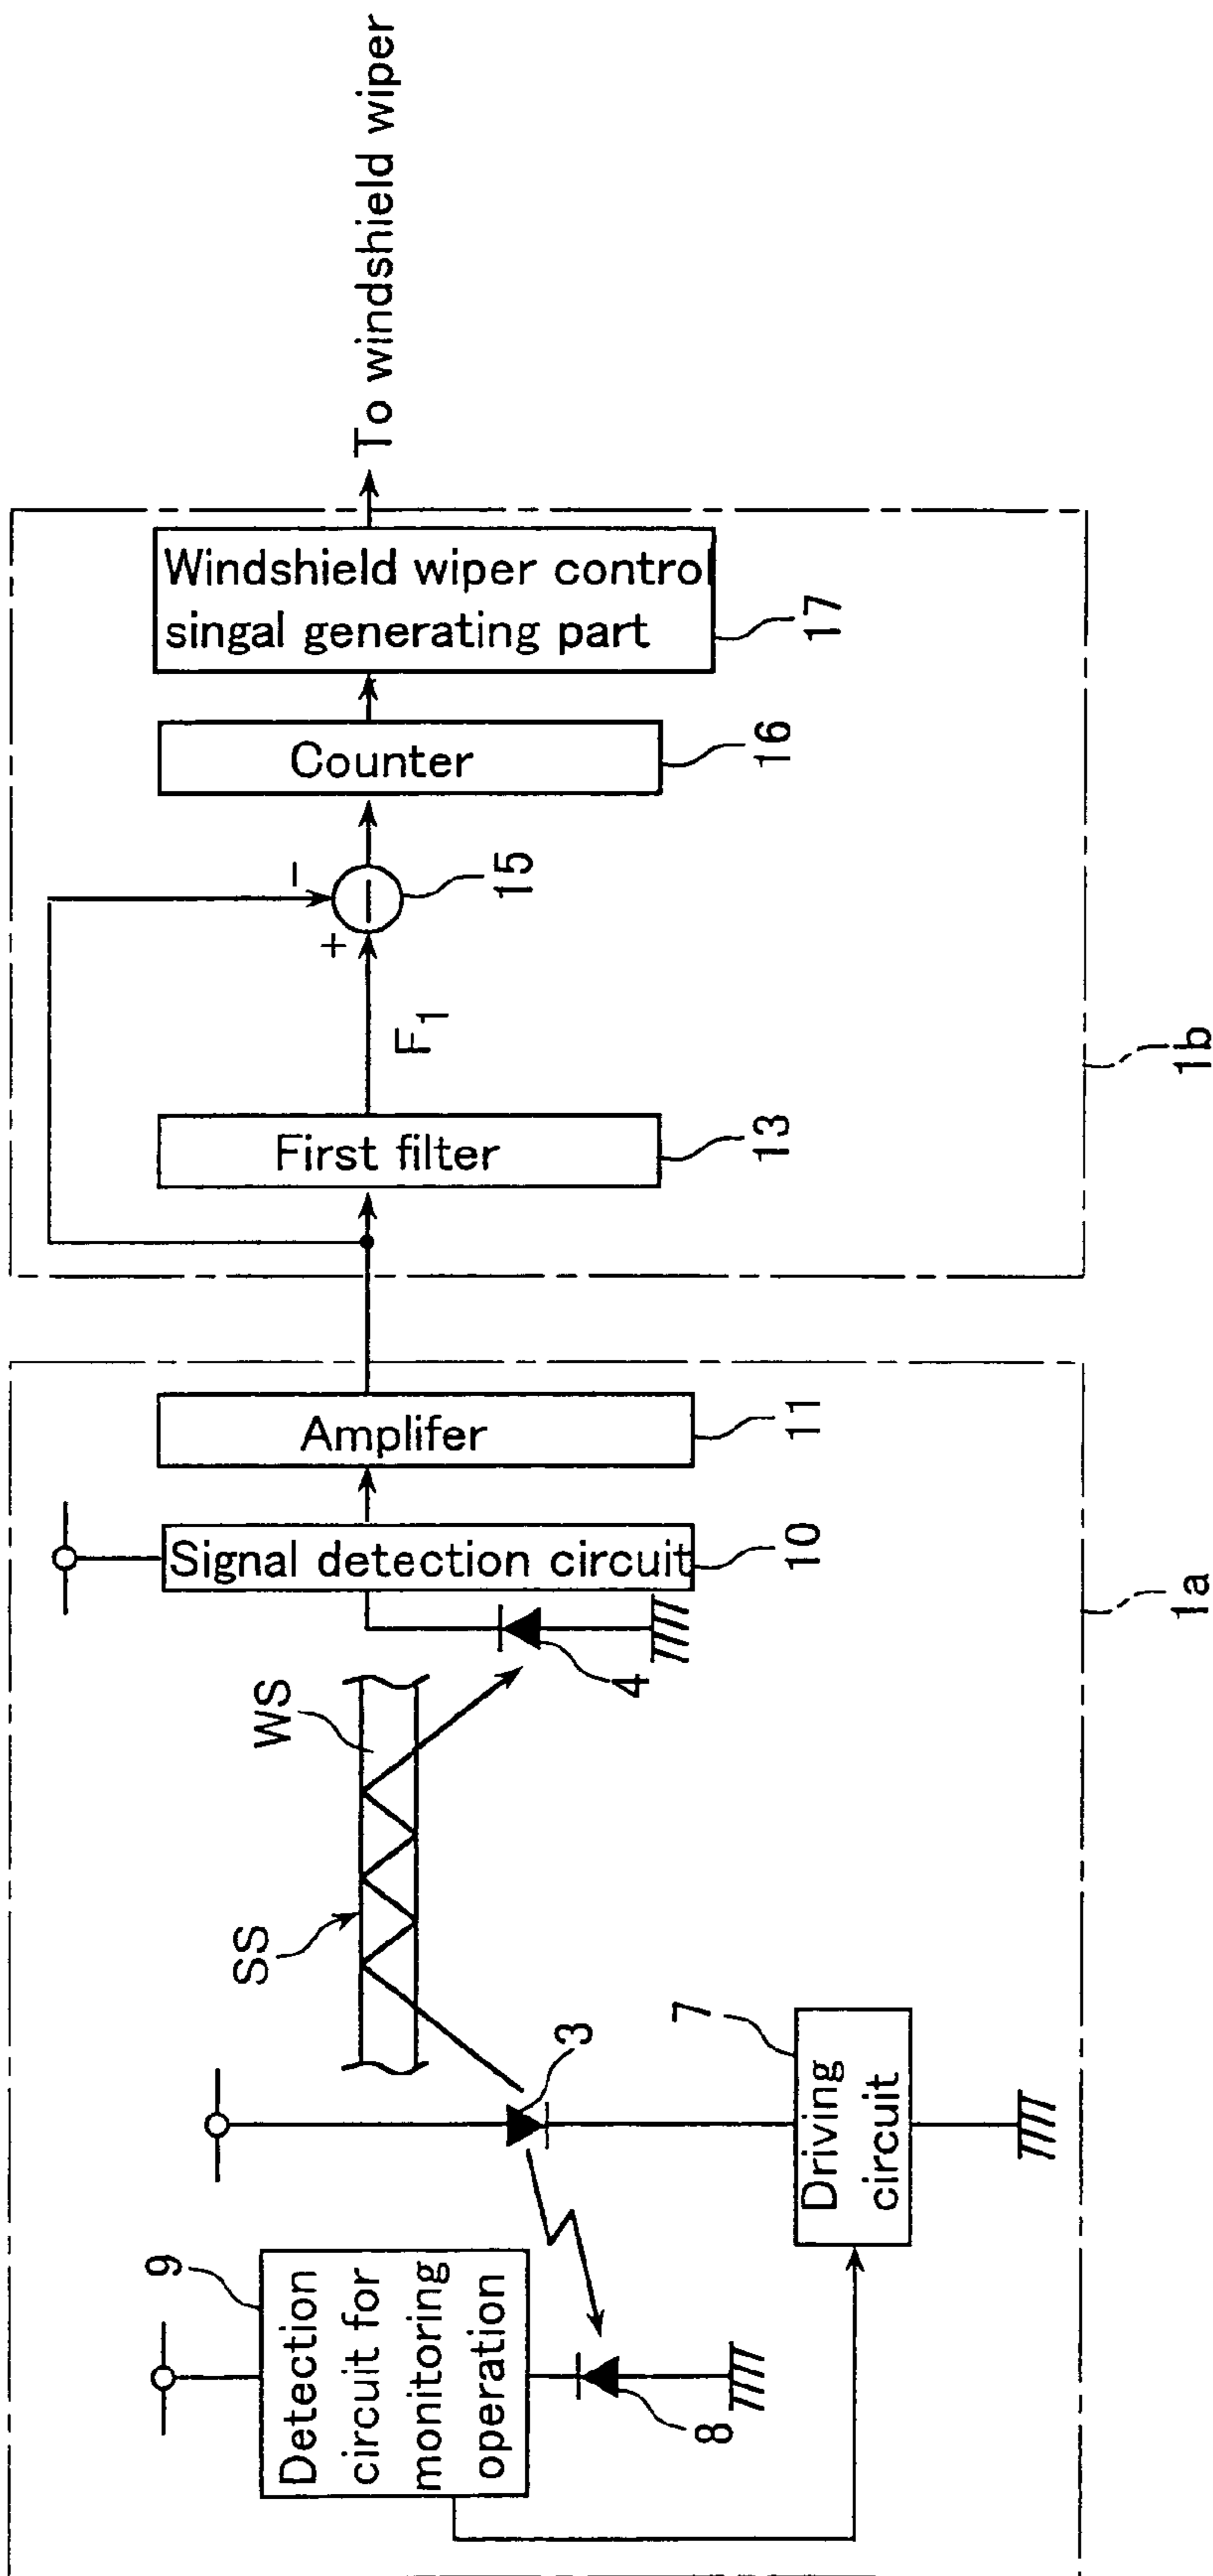 9
Detection
circuit for
monitoring
operation
8
3
7
Driving
circuit
SS
WS
4
Signal detection circuit
10
Amplifer
11
1a
First filter
13
F1
+
-
15
Counter
16
Windshield wiper control
singal generating part
17
1b
To windshield wiper